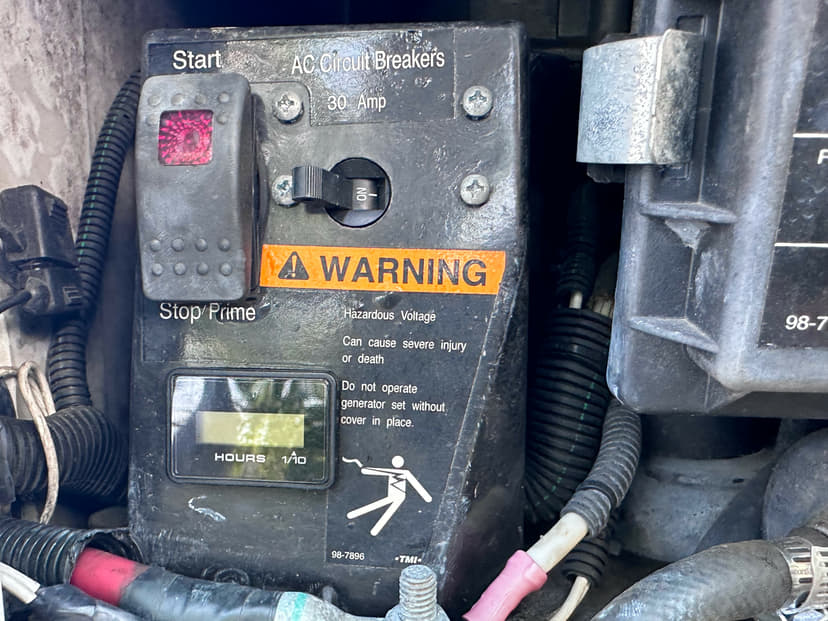 Start
AC Circuit Breakers
30 Amp
NO
WARNING
Stop/Prime
Hazardous Voltage
Can cause severe injury
or death
Do not operate
generator set without
cover in place.
HOURS 1/10
98-7896
-TMI-
98-7